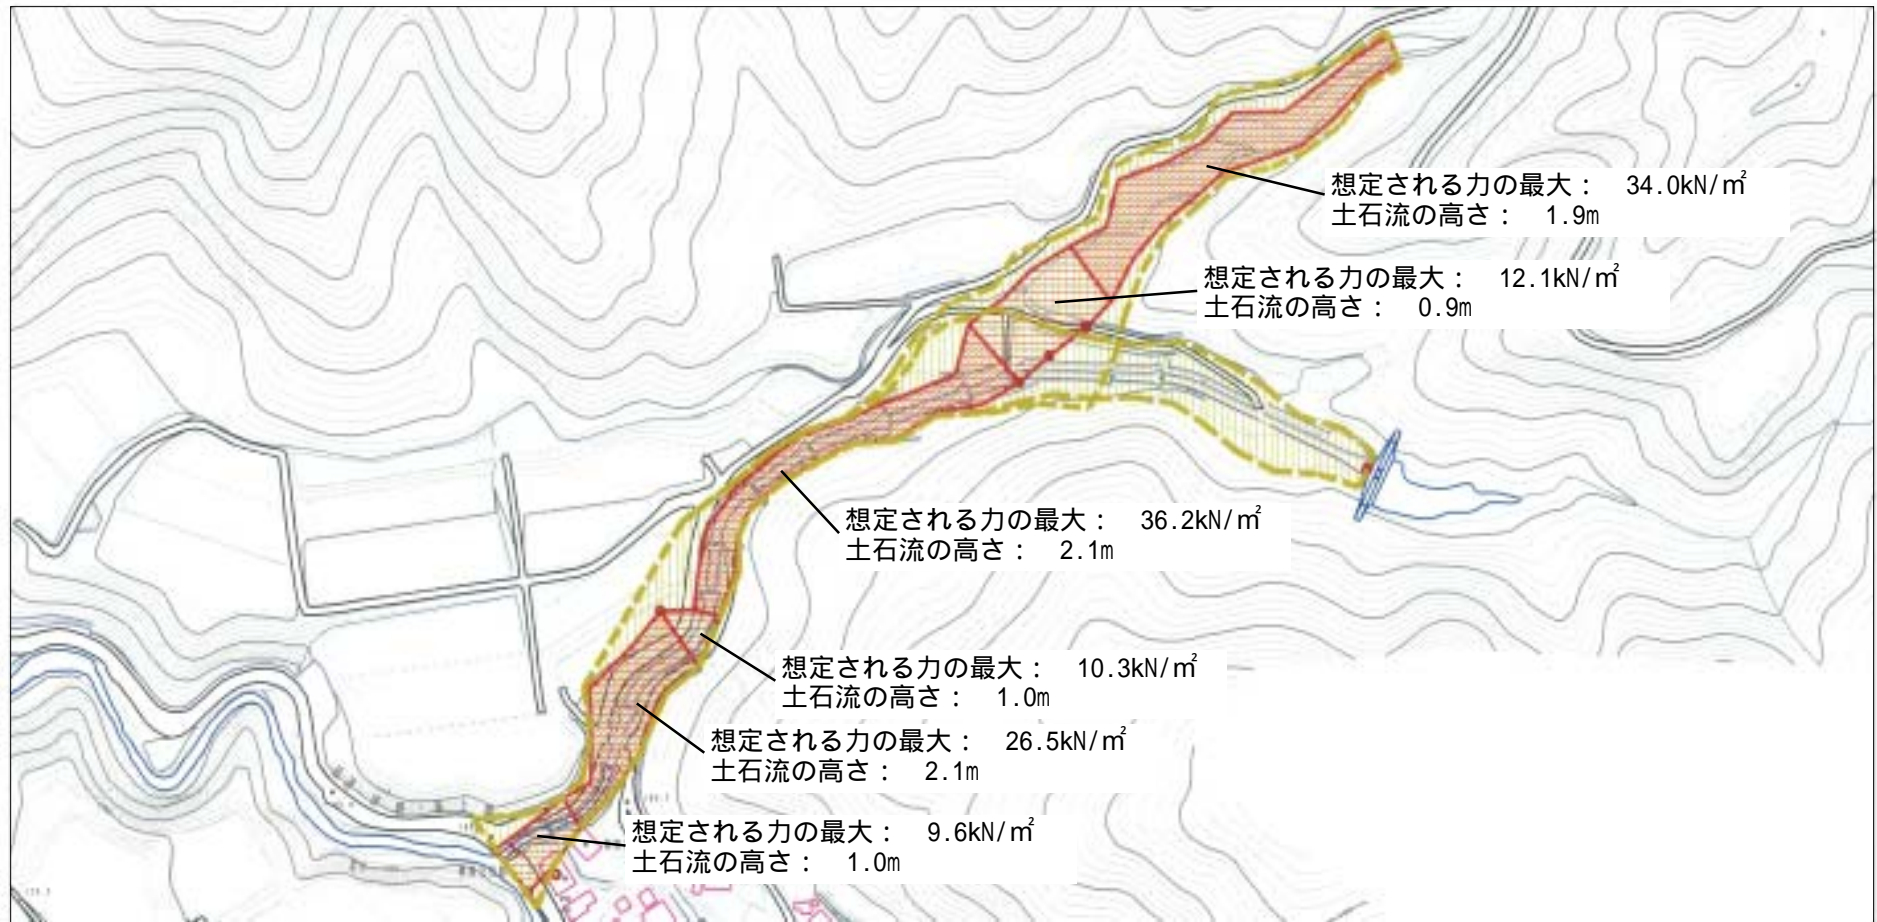 想定される力の最大： 34.0kN/㎡
土石流の高さ： 1.9m
想定される力の最大： 12.1kN/㎡
土石流の高さ： 0.9m
想定される力の最大： 36.2kN/㎡
土石流の高さ： 2.1m
想定される力の最大： 10.3kN/㎡
土石流の高さ： 1.0m
想定される力の最大： 26.5kN/㎡
土石流の高さ： 2.1m
想定される力の最大： 9.6kN/㎡
土石流の高さ： 1.0m